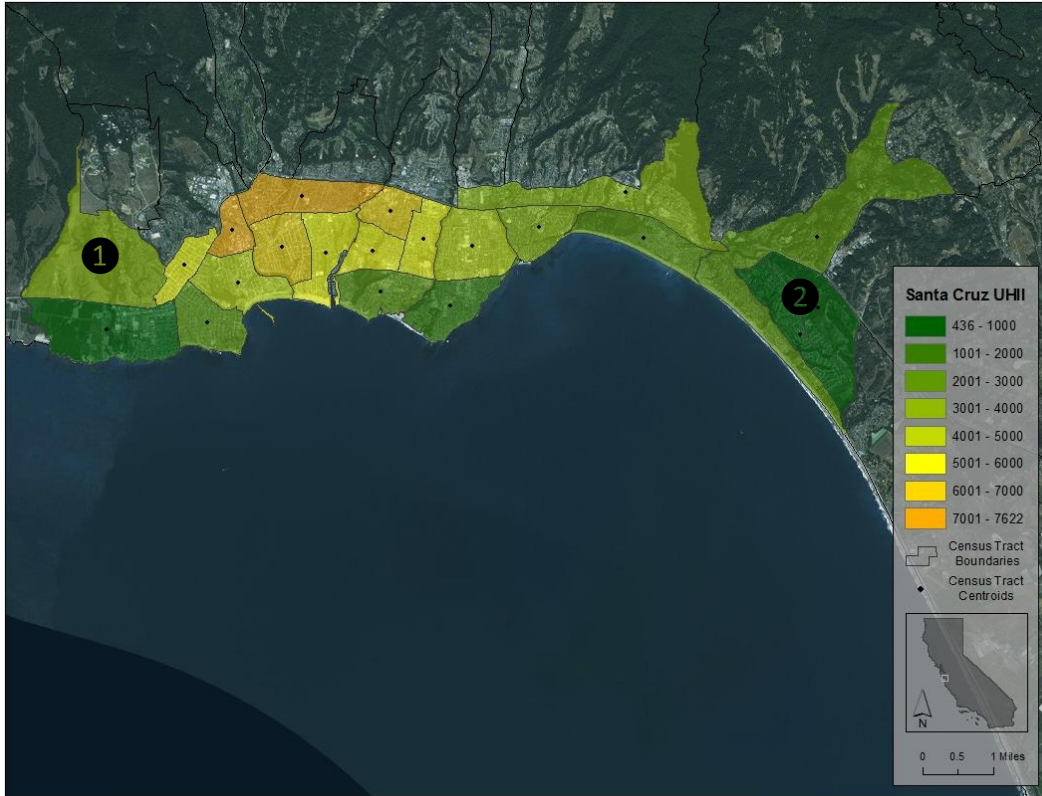 1
2
Santa Cruz UHII
436 - 1000
1001 - 2000
2001 - 3000
3001 - 4000
4001 - 5000
5001 - 6000
6001 - 7000
7001 - 7622
Census Tract
Boundaries
Census Tract
Centroids
N
0 0.5 1 Miles